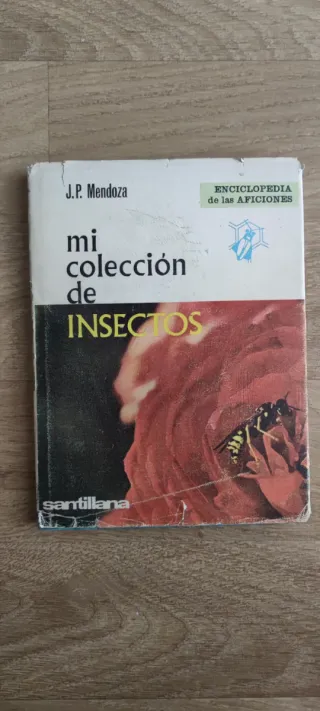 J.P. Mendoza
ENCICLOPEDIA
de las AFICIONES
mi
colección
de
INSECTOS
santillana